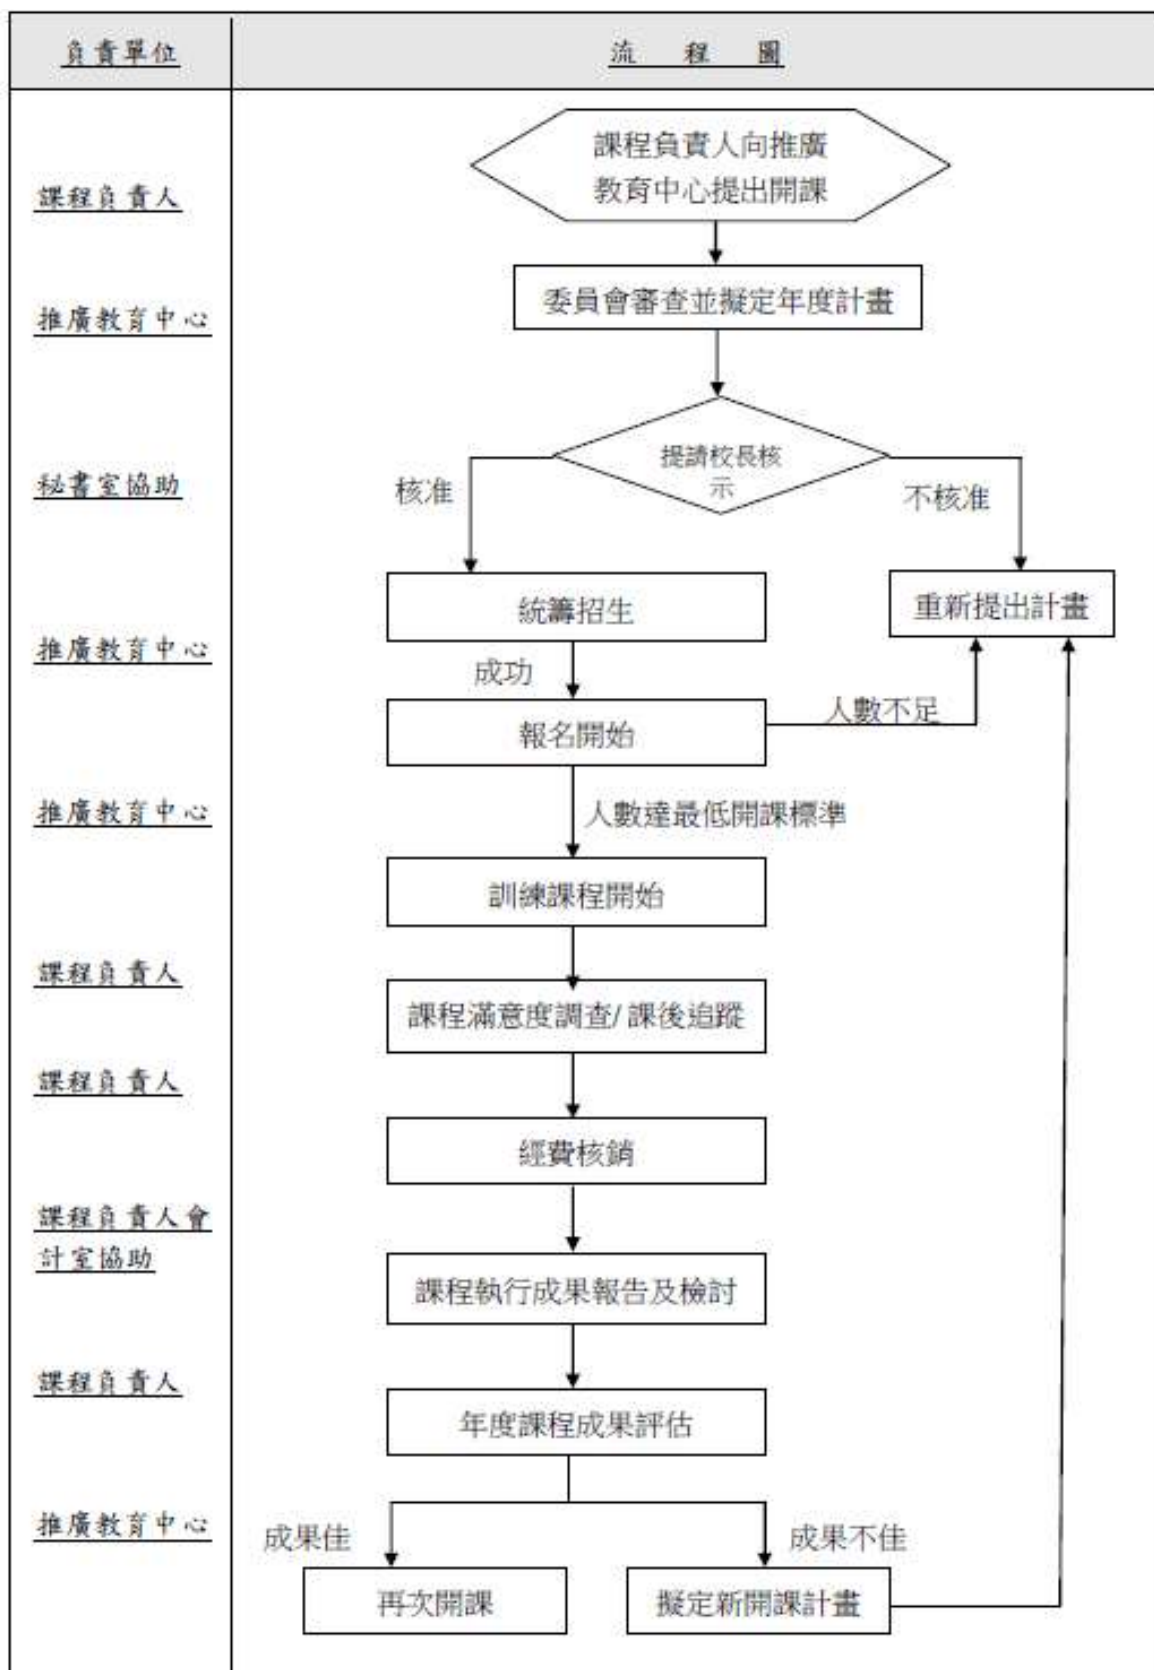 負責單位
流程圖
課程負責人
課程負責人向推廣
教育中心提出開課
推廣教育中心
委員會審查並擬定年度計畫
秘書室協助
提請校長核
示
核准
不核准
統籌招生
重新提出計畫
推廣教育中心
成功
報名開始
人數不足
推廣教育中心
人數達最低開課標準
訓練課程開始
課程負責人
課程滿意度調查/課後追蹤
課程負責人
經費核銷
課程負責人會
計室協助
課程執行成果報告及檢討
課程負責人
年度課程成果評估
推廣教育中心
成果佳
成果不佳
再次開課
擬定新開課計畫